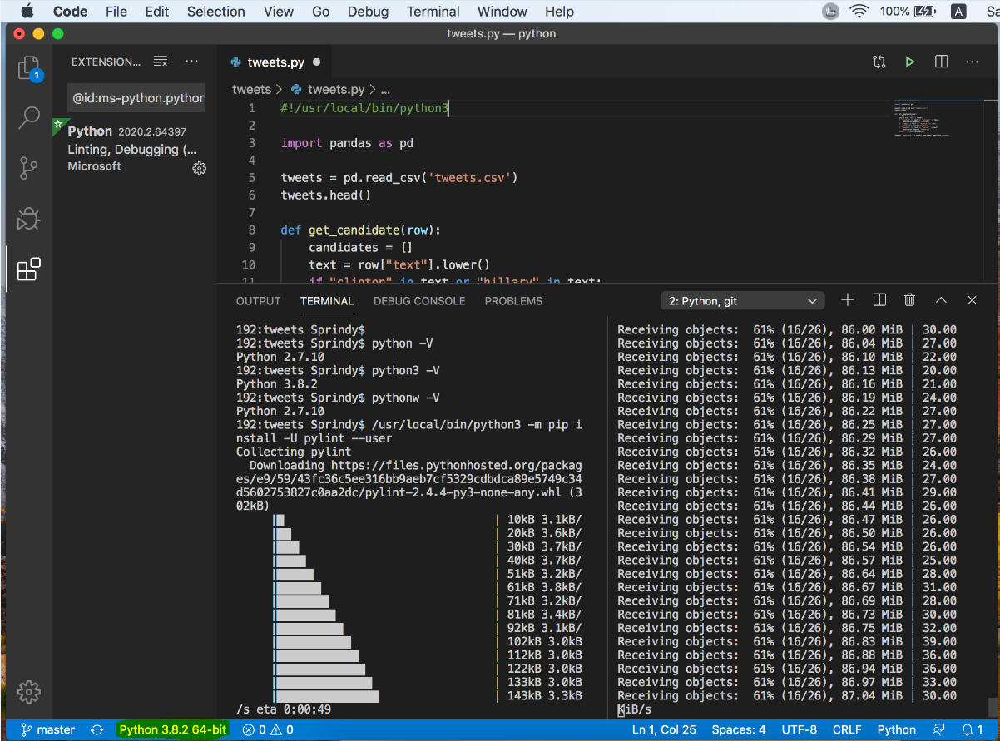 Code File Edit Selection View Go Debug Terminal Window Help 100% A Sa
tweets.py — python
EXTENSION... ...
tweets.py
1
@id:ms-python.python
tweets > tweets.py > ...
Python 2020.2.64397
Linting, Debugging (...
Microsoft
1 #!/usr/local/bin/python3
2
3 import pandas as pd
4
5 tweets = pd.read_csv('tweets.csv')
6 tweets.head()
7
8 def get_candidate(row):
9 candidates = []
10 text = row["text"].lower()
11 if "clinton" in text or "hillary" in text:
OUTPUT TERMINAL DEBUG CONSOLE PROBLEMS 2: Python, git
192:tweets Sprindy$
192:tweets Sprindy$ python -V
Python 2.7.10
192:tweets Sprindy$ python3 -V
Python 3.8.2
192:tweets Sprindy$ pythonw -V
Python 2.7.10
192:tweets Sprindy$ /usr/local/bin/python3 -m pip i
nstall -U pylint --user
Collecting pylint
Downloading https://files.pythonhosted.org/packag
es/e9/59/43fc36c5ee316bb9aeb7cf5329cdbdca89e5749c34
d5602753827c0aa2dc/pylint-2.4.4-py3-none-any.whl (3
02kB)
| 10kB 3.1kB/
| 20kB 3.6kB/
| 30kB 3.7kB/
| 40kB 3.7kB/
| 51kB 3.2kB/
| 61kB 3.8kB/
| 71kB 3.2kB/
| 81kB 3.4kB/
| 92kB 3.1kB/
| 102kB 3.0kB
| 112kB 3.0kB
| 122kB 3.0kB
| 133kB 3.0kB
| 143kB 3.3kB
/s eta 0:00:49
Receiving objects: 61% (16/26), 86.00 MiB | 30.00
Receiving objects: 61% (16/26), 86.04 MiB | 27.00
Receiving objects: 61% (16/26), 86.10 MiB | 22.00
Receiving objects: 61% (16/26), 86.13 MiB | 20.00
Receiving objects: 61% (16/26), 86.16 MiB | 21.00
Receiving objects: 61% (16/26), 86.19 MiB | 24.00
Receiving objects: 61% (16/26), 86.22 MiB | 27.00
Receiving objects: 61% (16/26), 86.25 MiB | 27.00
Receiving objects: 61% (16/26), 86.29 MiB | 27.00
Receiving objects: 61% (16/26), 86.32 MiB | 26.00
Receiving objects: 61% (16/26), 86.35 MiB | 24.00
Receiving objects: 61% (16/26), 86.38 MiB | 27.00
Receiving objects: 61% (16/26), 86.41 MiB | 29.00
Receiving objects: 61% (16/26), 86.44 MiB | 26.00
Receiving objects: 61% (16/26), 86.47 MiB | 26.00
Receiving objects: 61% (16/26), 86.50 MiB | 26.00
Receiving objects: 61% (16/26), 86.54 MiB | 26.00
Receiving objects: 61% (16/26), 86.57 MiB | 25.00
Receiving objects: 61% (16/26), 86.64 MiB | 28.00
Receiving objects: 61% (16/26), 86.67 MiB | 31.00
Receiving objects: 61% (16/26), 86.69 MiB | 28.00
Receiving objects: 61% (16/26), 86.73 MiB | 30.00
Receiving objects: 61% (16/26), 86.75 MiB | 32.00
Receiving objects: 61% (16/26), 86.83 MiB | 39.00
Receiving objects: 61% (16/26), 86.88 MiB | 36.00
Receiving objects: 61% (16/26), 86.94 MiB | 36.00
Receiving objects: 61% (16/26), 86.97 MiB | 33.00
Receiving objects: 61% (16/26), 87.04 MiB | 30.00
KiB/s
master Python 3.8.2 64-bit 0 0 Ln 1, Col 25 Spaces: 4 UTF-8 CRLF Python 1